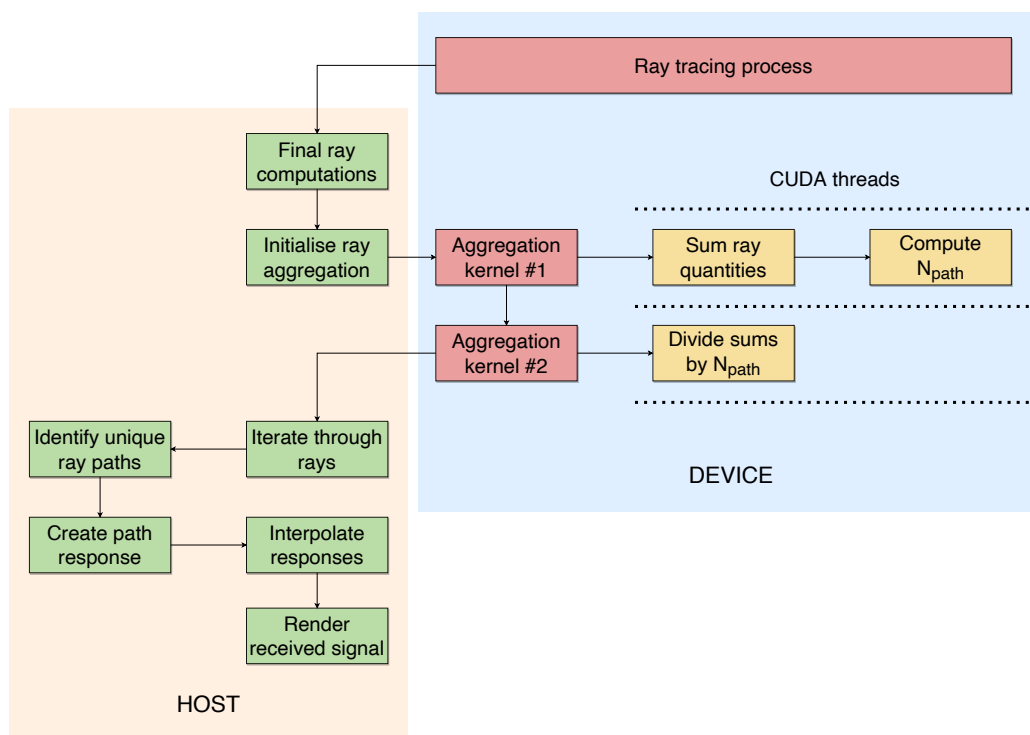 Ray tracing process
Final ray
computations
CUDA threads
Initialise ray
aggregation
Aggregation
kernel #1
Sum ray
quantities
Compute
Npath
Aggregation
kernel #2
Divide sums
by Npath
Identify unique
ray paths
Iterate through
rays
DEVICE
Create path
response
Interpolate
responses
Render
received signal
HOST